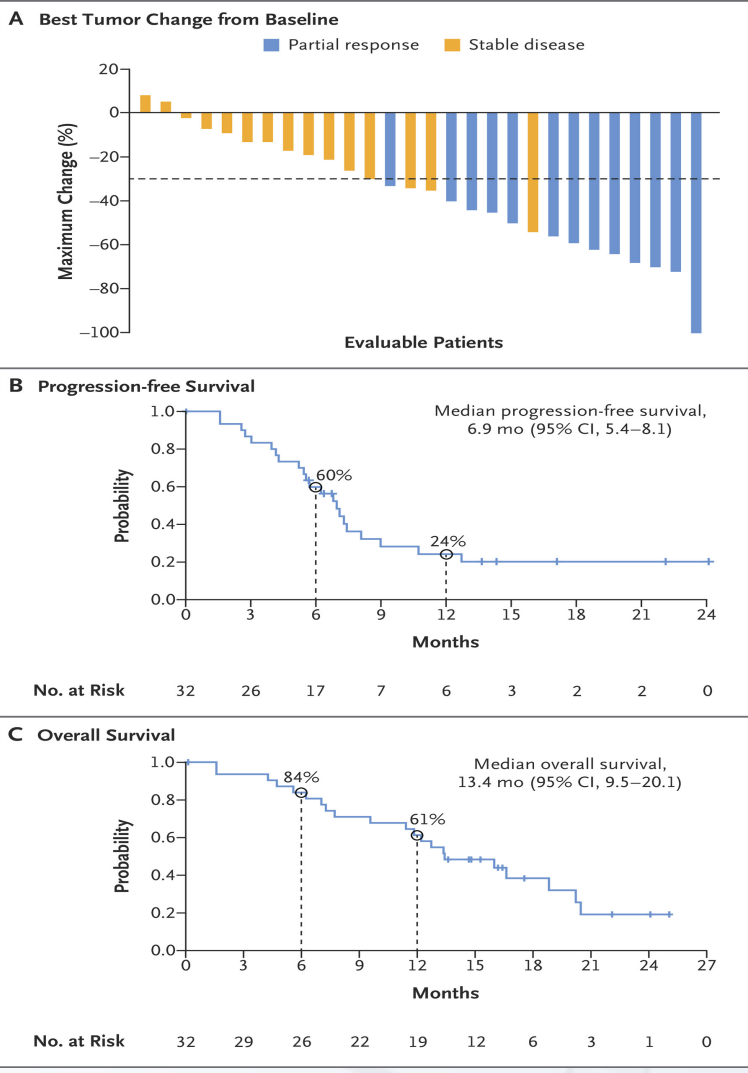 A Best Tumor Change from Baseline
Partial response Stable disease
20
0
−20
−40
−60
−80
−100
Maximum Change (%)
Evaluable Patients
B Progression-free Survival
Median progression-free survival,
6.9 mo (95% CI, 5.4–8.1)
1.0
0.8
0.6
0.4
0.2
0.0
Probability
60%
24%
0 3 6 9 12 15 18 21 24
Months
No. at Risk 32 26 17 7 6 3 2 2 0
C Overall Survival
Median overall survival,
13.4 mo (95% CI, 9.5–20.1)
1.0
0.8
0.6
0.4
0.2
0.0
Probability
84%
61%
0 3 6 9 12 15 18 21 24 27
Months
No. at Risk 32 29 26 22 19 12 6 3 1 0